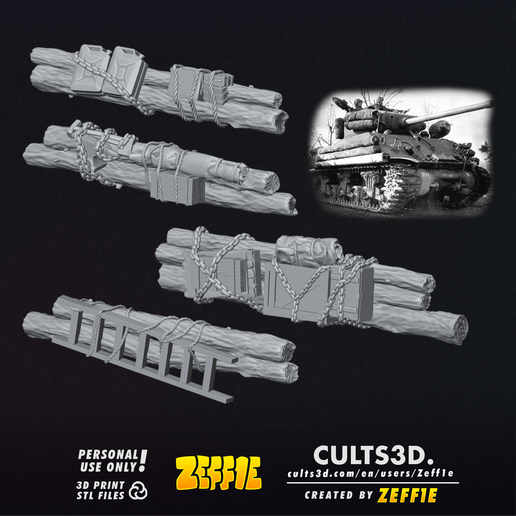 PERSONAL
USE ONLY!
3D PRINT
STL FILES
ZEFF1E
CULTS3D.
cults3d.com/en/users/Zeff1e
CREATED BY ZEFF1E